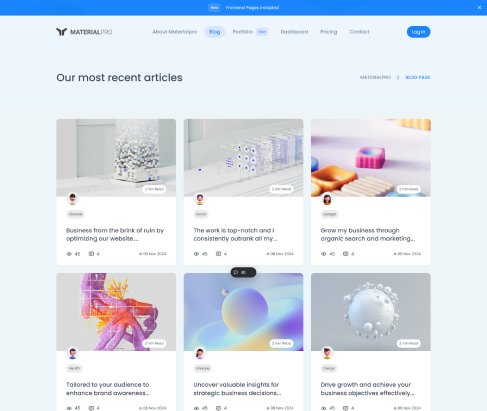 New Frontend Pages Included!
MATERIALPRO About Materialpro Blog Portfolio New Dashboard Pricing Contact Log In
Our most recent articles MATERIALPRO > BLOG PAGE
2 min Read 2 min Read 2 min Read
Lifestyle Social Gadget
Business from the brink of ruin by The work is top-notch and I Grow my business through
optimizing our website.... consistently outrank all my.... organic search and marketing...
45 4 08 Nov 2024 45 4 08 Nov 2024 45 4 08 Nov 2024
2 min Read 2 min Read 2 min Read
Health Lifestyle Design
Tailored to your audience to Uncover valuable insights for Drive growth and achieve your
enhance brand awareness.... strategic business decisions.... business objectives effectively...
45 4 08 Nov 2024 45 4 08 Nov 2024 45 4 08 Nov 2024